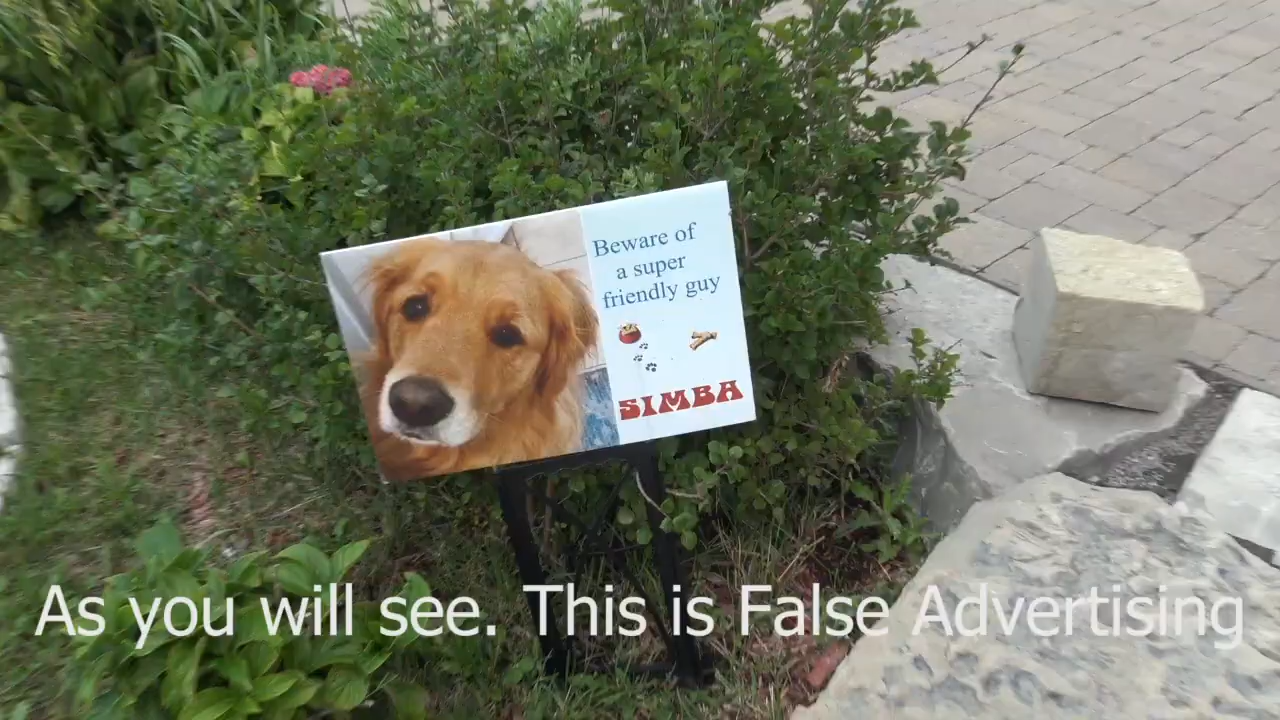 Beware of
a super
friendly guy
SIMBA
As you will see. This is False Advertising